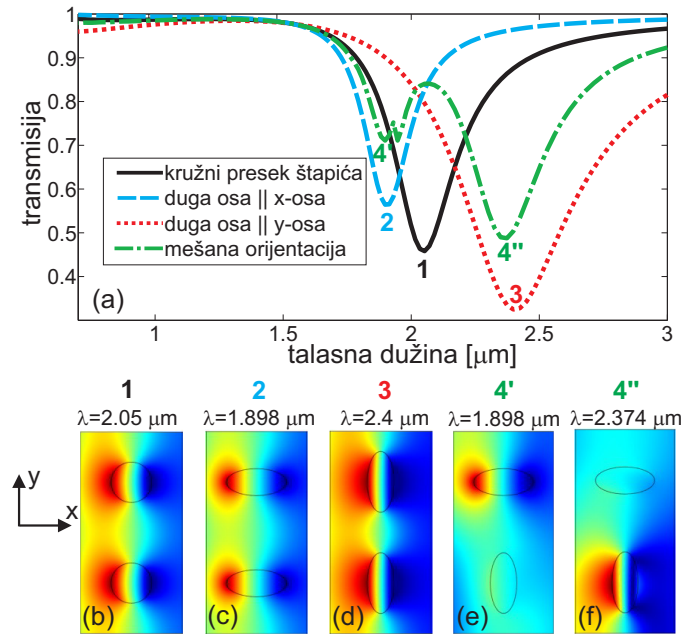 transmisija
1
0.9
0.8
0.7
0.6
0.5
0.4
4'
2
1
4"
3
kružni presek štapića
duga osa || x-osa
duga osa || y-osa
mešana orijentacija
(a)
1 1.5 2 2.5 3
talasna dužina [μm]
1 2 3 4' 4"
λ=2.05 μm λ=1.898 μm λ=2.4 μm λ=1.898 μm λ=2.374 μm
y
x
(b) (c) (d) (e) (f)